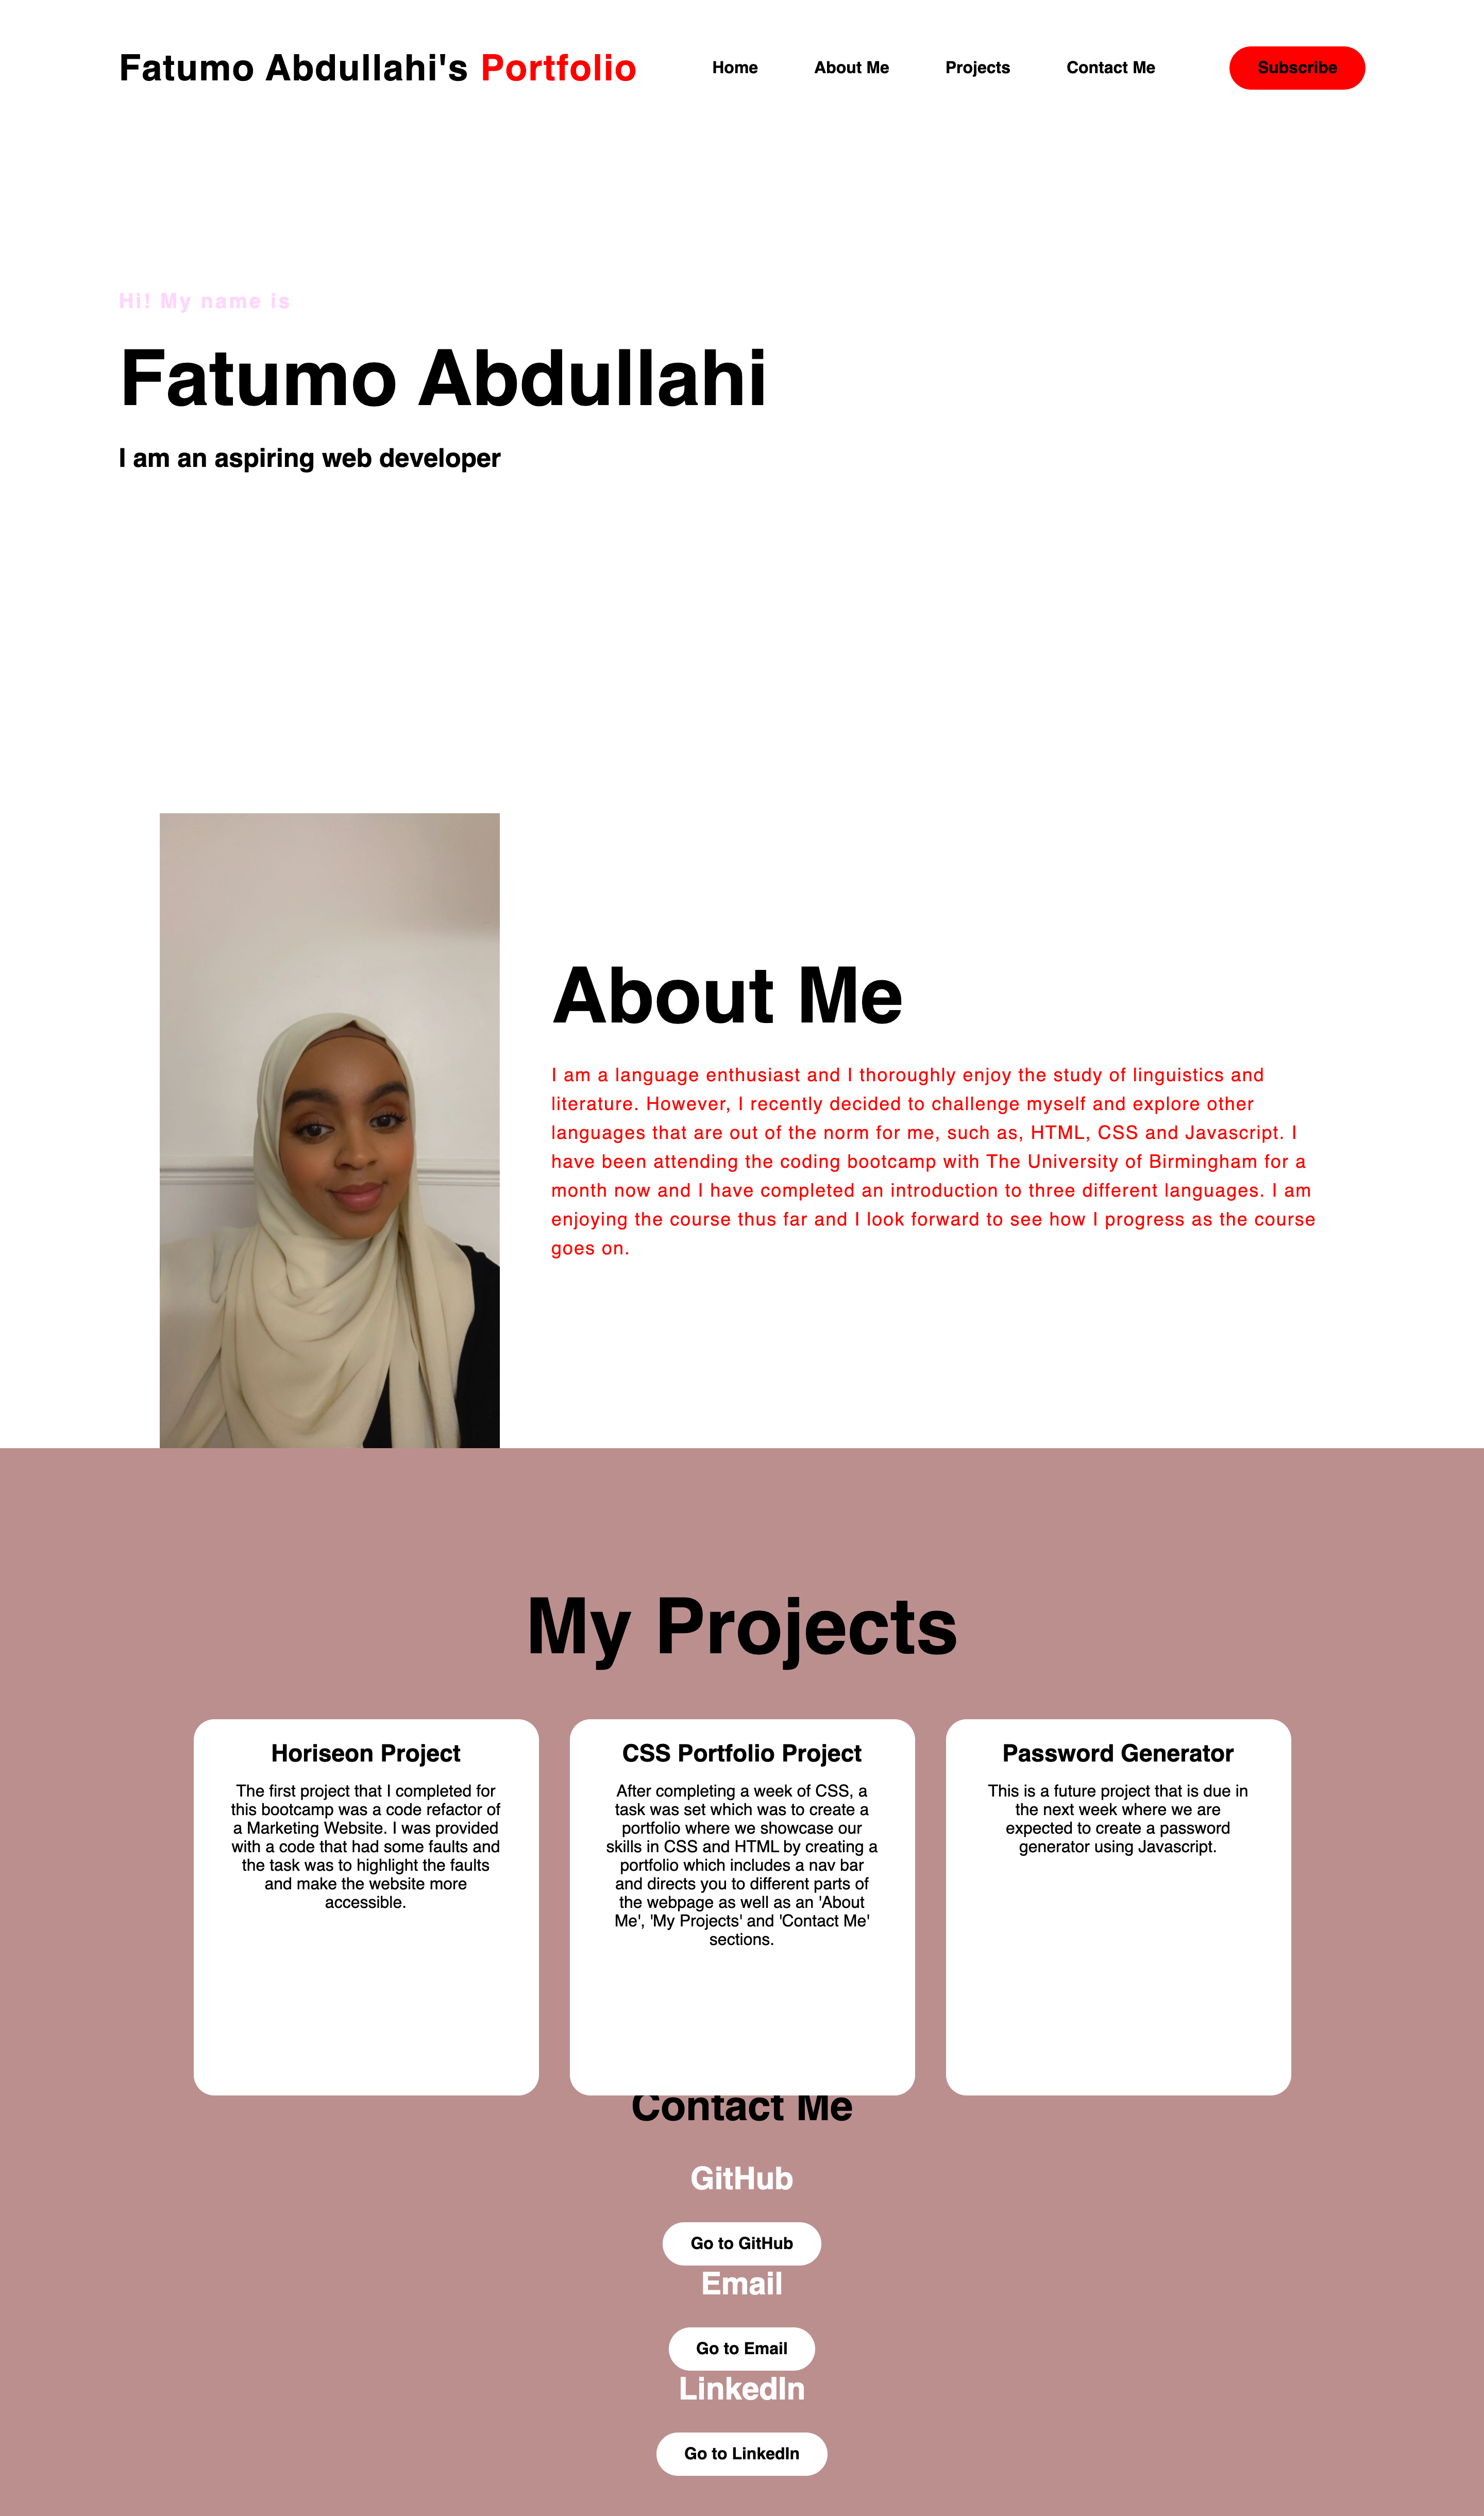 Fatumo Abdullahi's Portfolio
Home
About Me
Projects
Contact Me
Subscribe
Hi! My name is
Fatumo Abdullahi
I am an aspiring web developer
About Me
I am a language enthusiast and I thoroughly enjoy the study of linguistics and
literature. However, I recently decided to challenge myself and explore other
languages that are out of the norm for me, such as, HTML, CSS and Javascript. I
have been attending the coding bootcamp with The University of Birmingham for a
month now and I have completed an introduction to three different languages. I am
enjoying the course thus far and I look forward to see how I progress as the course
goes on.
My Projects
Horiseon Project
The first project that I completed for
this bootcamp was a code refactor of
a Marketing Website. I was provided
with a code that had some faults and
the task was to highlight the faults
and make the website more
accessible.
CSS Portfolio Project
After completing a week of CSS, a
task was set which was to create a
portfolio where we showcase our
skills in CSS and HTML by creating a
portfolio which includes a nav bar
and directs you to different parts of
the webpage as well as an 'About
Me', 'My Projects' and 'Contact Me'
sections.
Password Generator
This is a future project that is due in
the next week where we are
expected to create a password
generator using Javascript.
Contact Me
GitHub
Go to GitHub
Email
Go to Email
LinkedIn
Go to LinkedIn